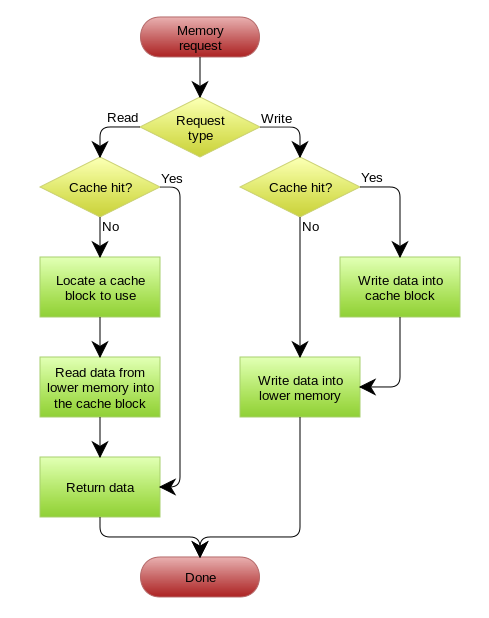 Memory
request
Request
type
Read
Write
Cache hit?
Yes
Cache hit?
Yes
No
No
Locate a cache
block to use
Write data into
cache block
Read data from
lower memory into
the cache block
Write data into
lower memory
Return data
Done